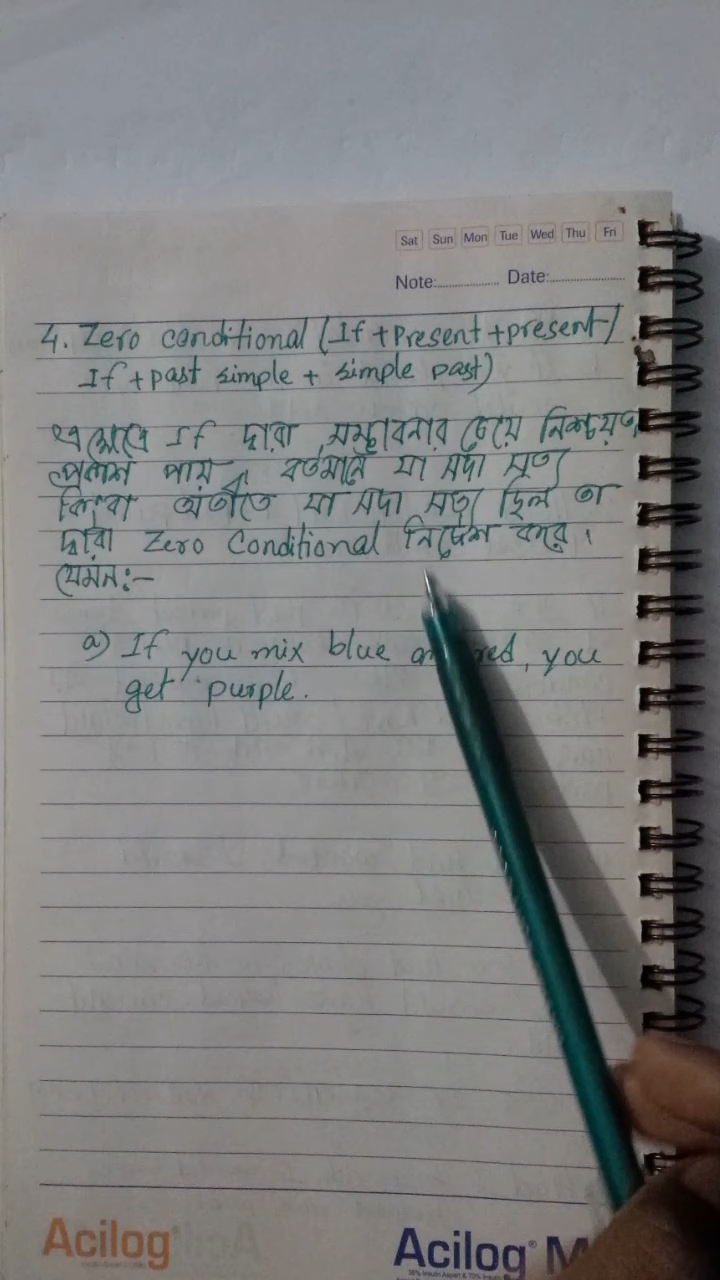 Sat Sun Mon Tue Wed Thu Fri
Note:................... Date:........................
4. Zero conditional (If + Present + present /
If + past simple + simple past)
এ ক্ষেত্রে If দ্বারা সম্ভাবনার চেয়ে নিশ্চয়তা
প্রকাশ পায়, বর্তমানে যা সদা সত্য
কিংবা অতীতে যা সদা সত্য ছিল তা
দ্বারা Zero Conditional নির্দেশ করে।
যেমন:-
a) If you mix blue and red, you
get purple.
Acilog
Acilog® M